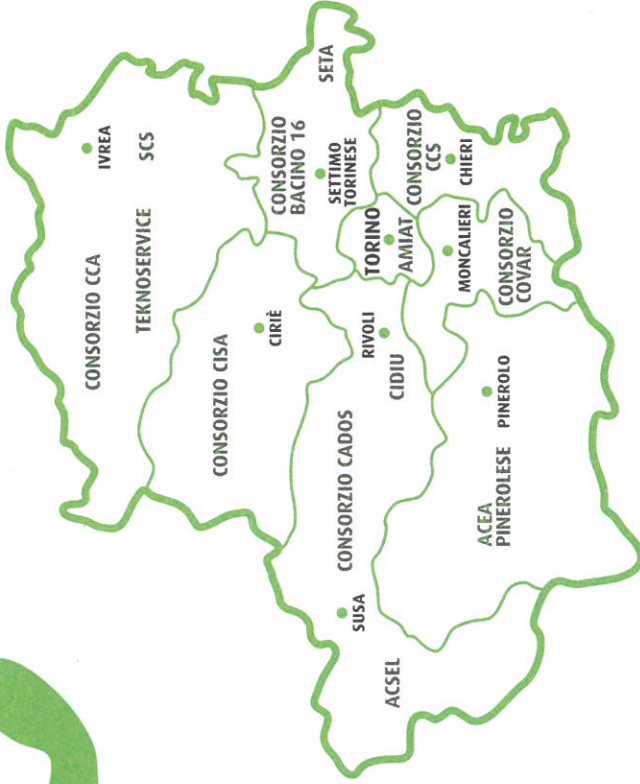 CONSORZIO CCA
TEKNOSERVICE
IVREA
SCS
CONSORZIO CISA
CIRIÈ
CONSORZIO
BACINO 16
SETTIMO
TORINESE
SETA
CONSORZIO CADOS
SUSA
ACSEL
RIVOLI
CIDIU
TORINO
AMIAT
CONSORZIO
CCS
CHIERI
MONCALIERI
CONSORZIO
COVAR
PINEROLO
ACEA
PINEROLESE